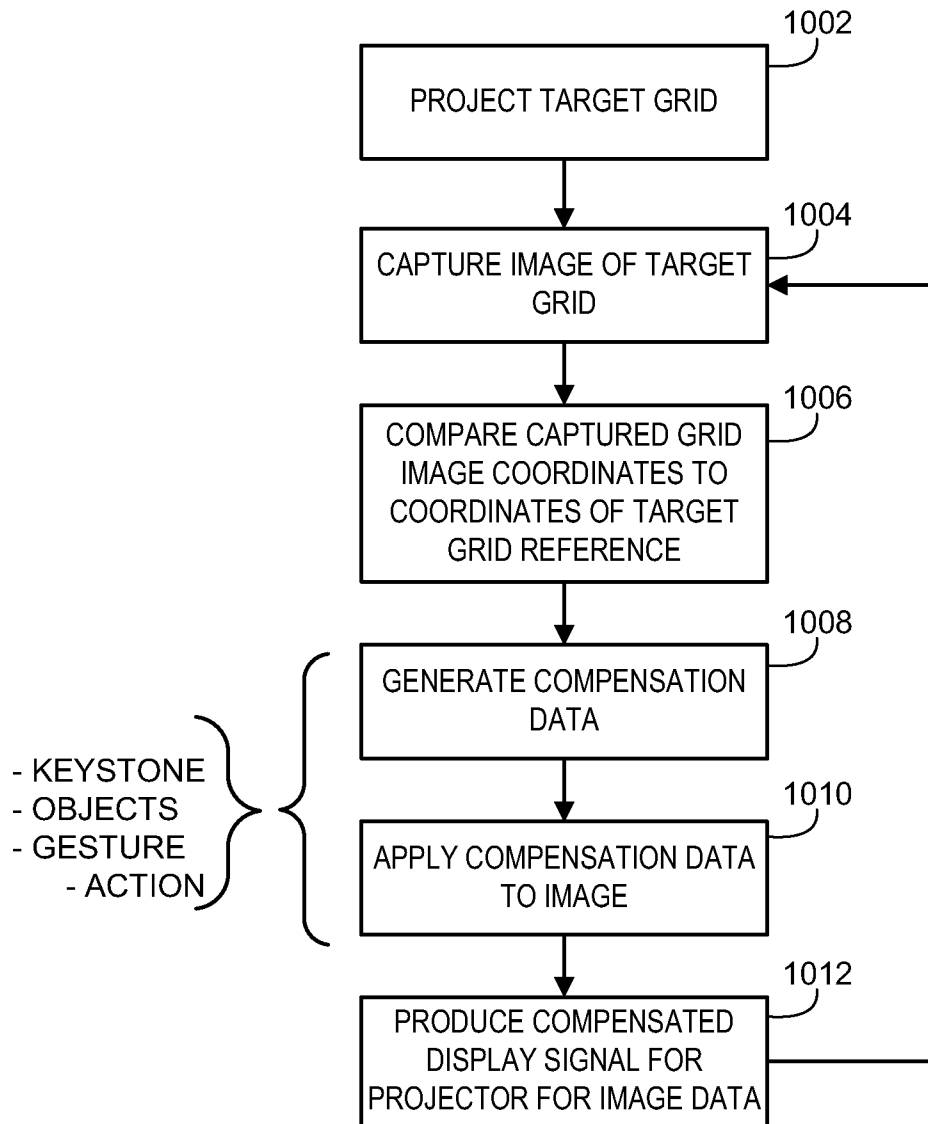 1002
PROJECT TARGET GRID
1004
CAPTURE IMAGE OF TARGET
GRID
1006
COMPARE CAPTURED GRID
IMAGE COORDINATES TO
COORDINATES OF TARGET
GRID REFERENCE
1008
GENERATE COMPENSATION
DATA
- KEYSTONE
- OBJECTS
- GESTURE
- ACTION
1010
APPLY COMPENSATION DATA
TO IMAGE
1012
PRODUCE COMPENSATED
DISPLAY SIGNAL FOR
PROJECTOR FOR IMAGE DATA